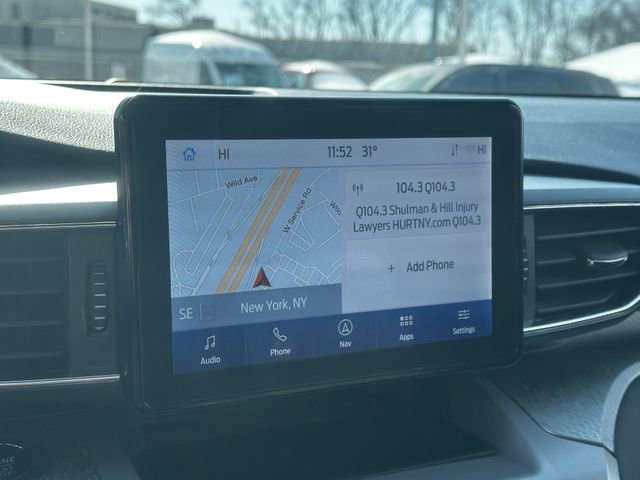 HI 11:52 31° HI
Wild Ave
W Service Rd
Wilo
104.3 Q104.3
Q104.3 Shulman & Hill Injury
Lawyers HURTNY.com Q104.3
+ Add Phone
SE New York, NY
Audio Phone Nav Apps Settings